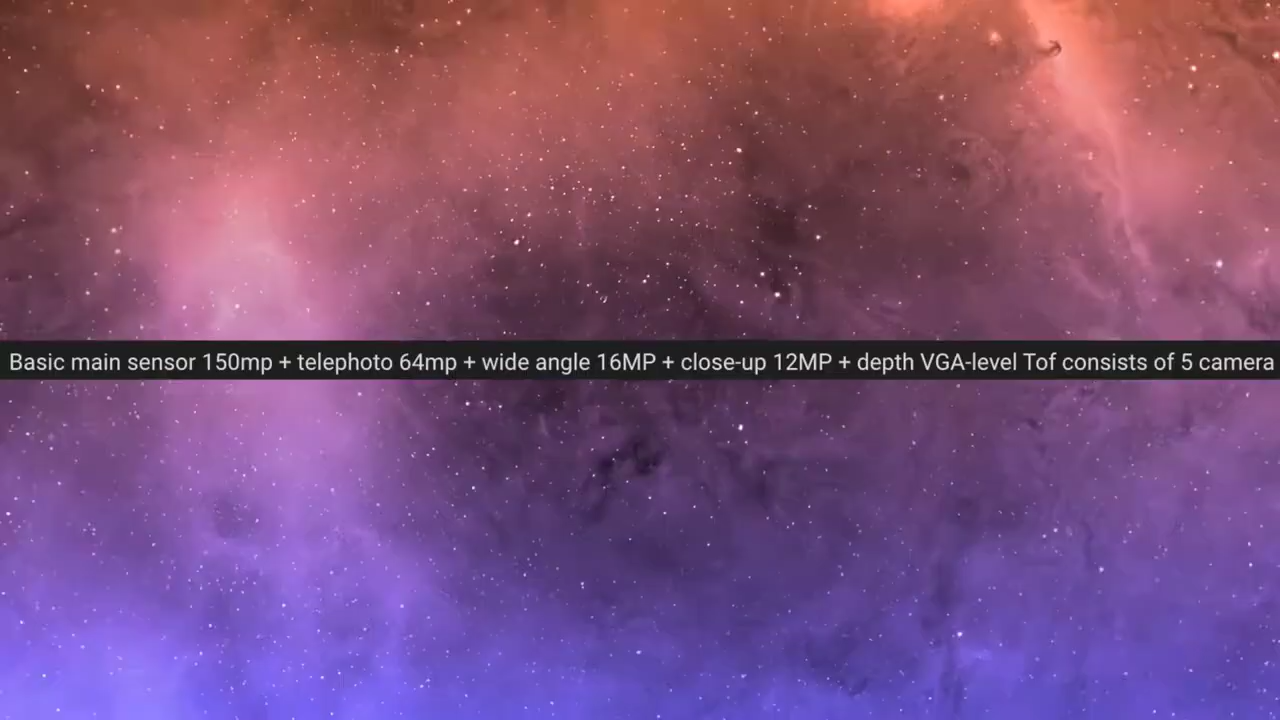 Basic main sensor 150mp + telephoto 64mp + wide angle 16MP + close-up 12MP + depth VGA-level Tof consists of 5 camera